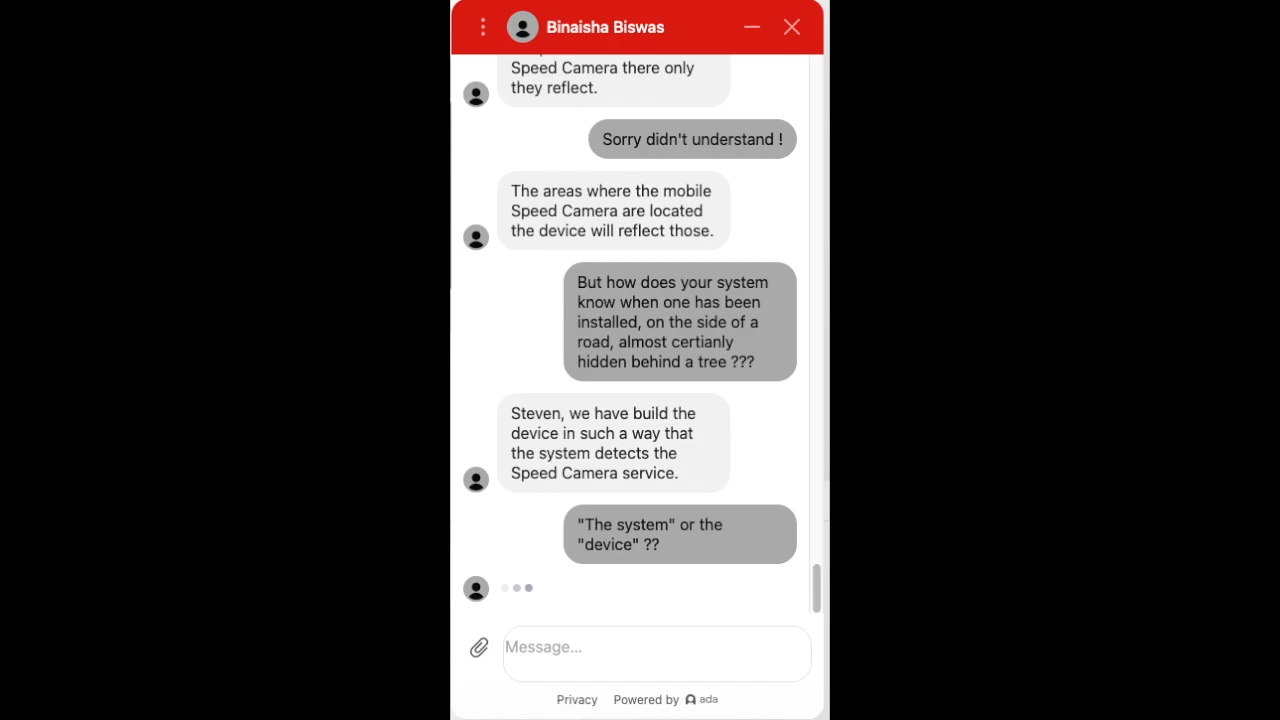 Binaisha Biswas
Speed Camera there only
they reflect.
Sorry didn't understand !
The areas where the mobile
Speed Camera are located
the device will reflect those.
But how does your system
know when one has been
installed, on the side of a
road, almost certianly
hidden behind a tree ???
Steven, we have build the
device in such a way that
the system detects the
Speed Camera service.
"The system" or the
"device" ??
Message...
Privacy Powered by ada